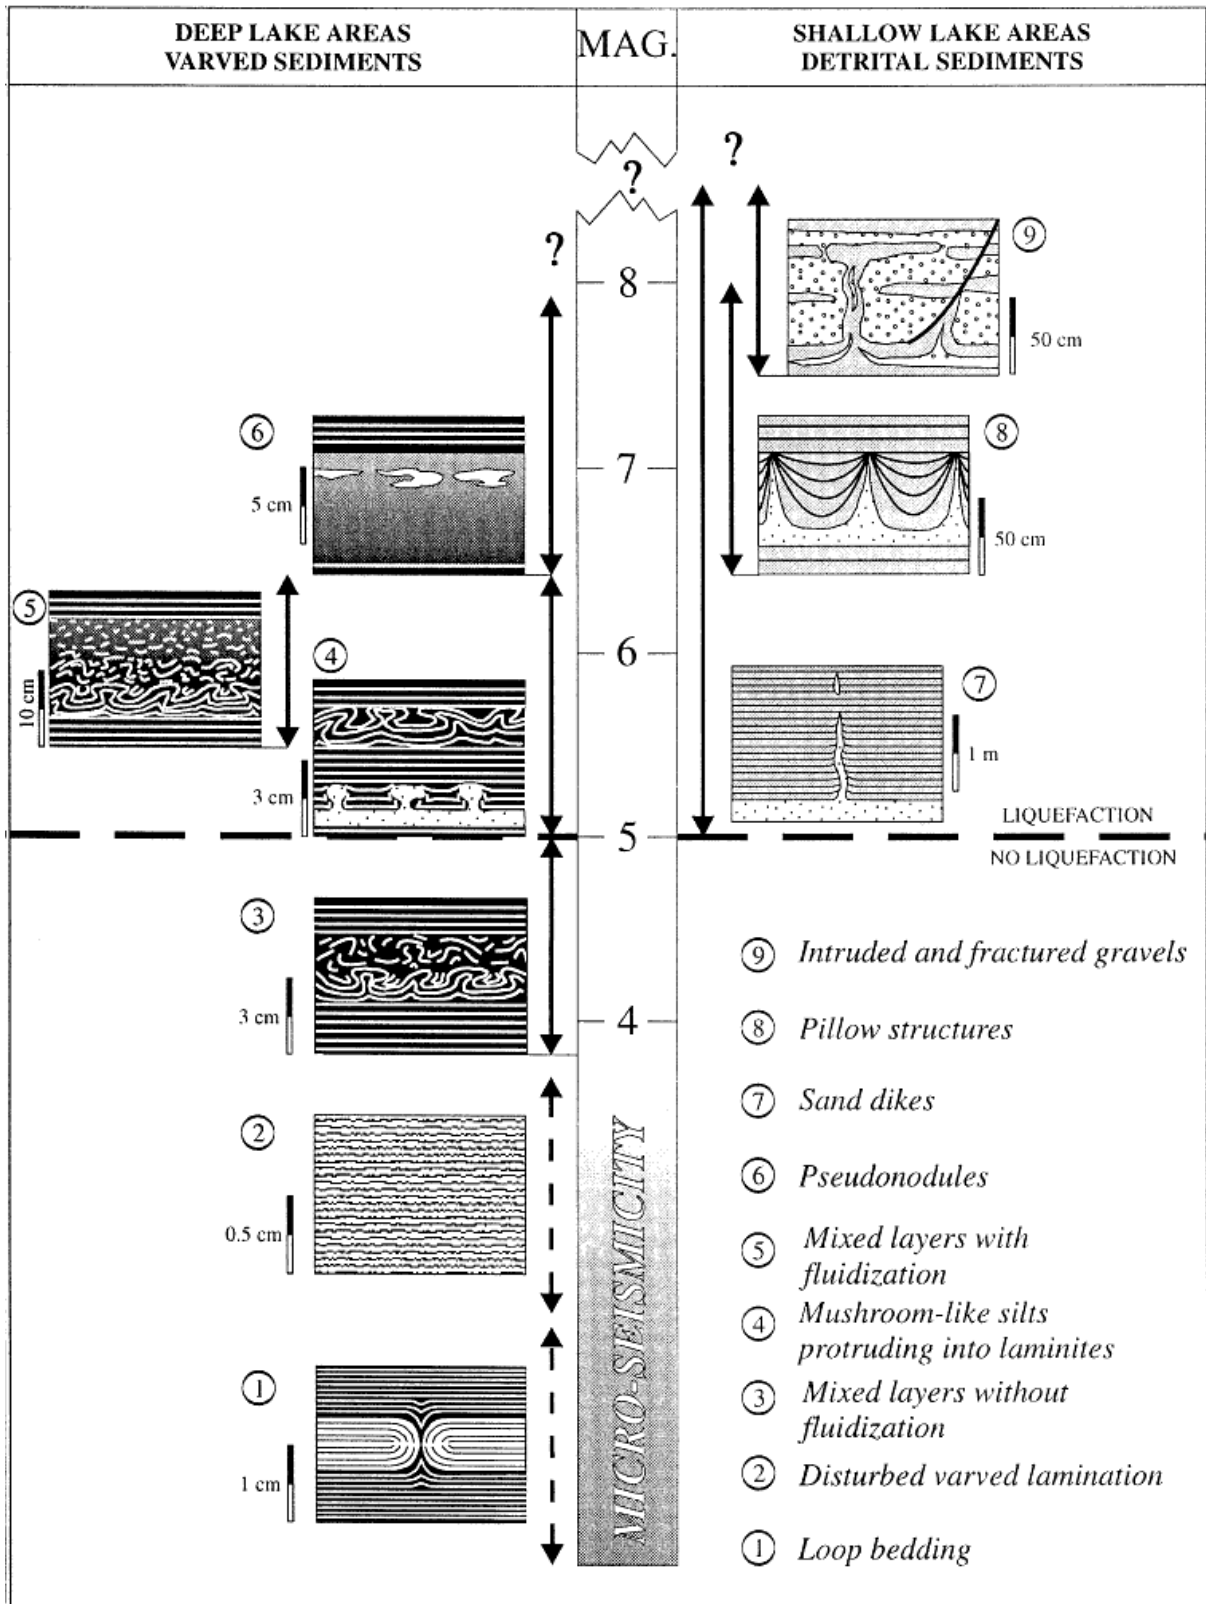 DEEP LAKE AREAS
VARVED SEDIMENTS
MAG.
SHALLOW LAKE AREAS
DETRITAL SEDIMENTS
?
?
?
9
8
50 cm
6
8
7
5 cm
50 cm
5
4
6
7
10 cm
1 m
3 cm
LIQUEFACTION
5
NO LIQUEFACTION
3
9 Intruded and fractured gravels
3 cm
4
8 Pillow structures
2
7 Sand dikes
6 Pseudonodules
0.5 cm
MICRO-SEISMICITY
5 Mixed layers with
fluidization
4 Mushroom-like silts
protruding into laminites
1
3 Mixed layers without
fluidization
1 cm
2 Disturbed varved lamination
1 Loop bedding